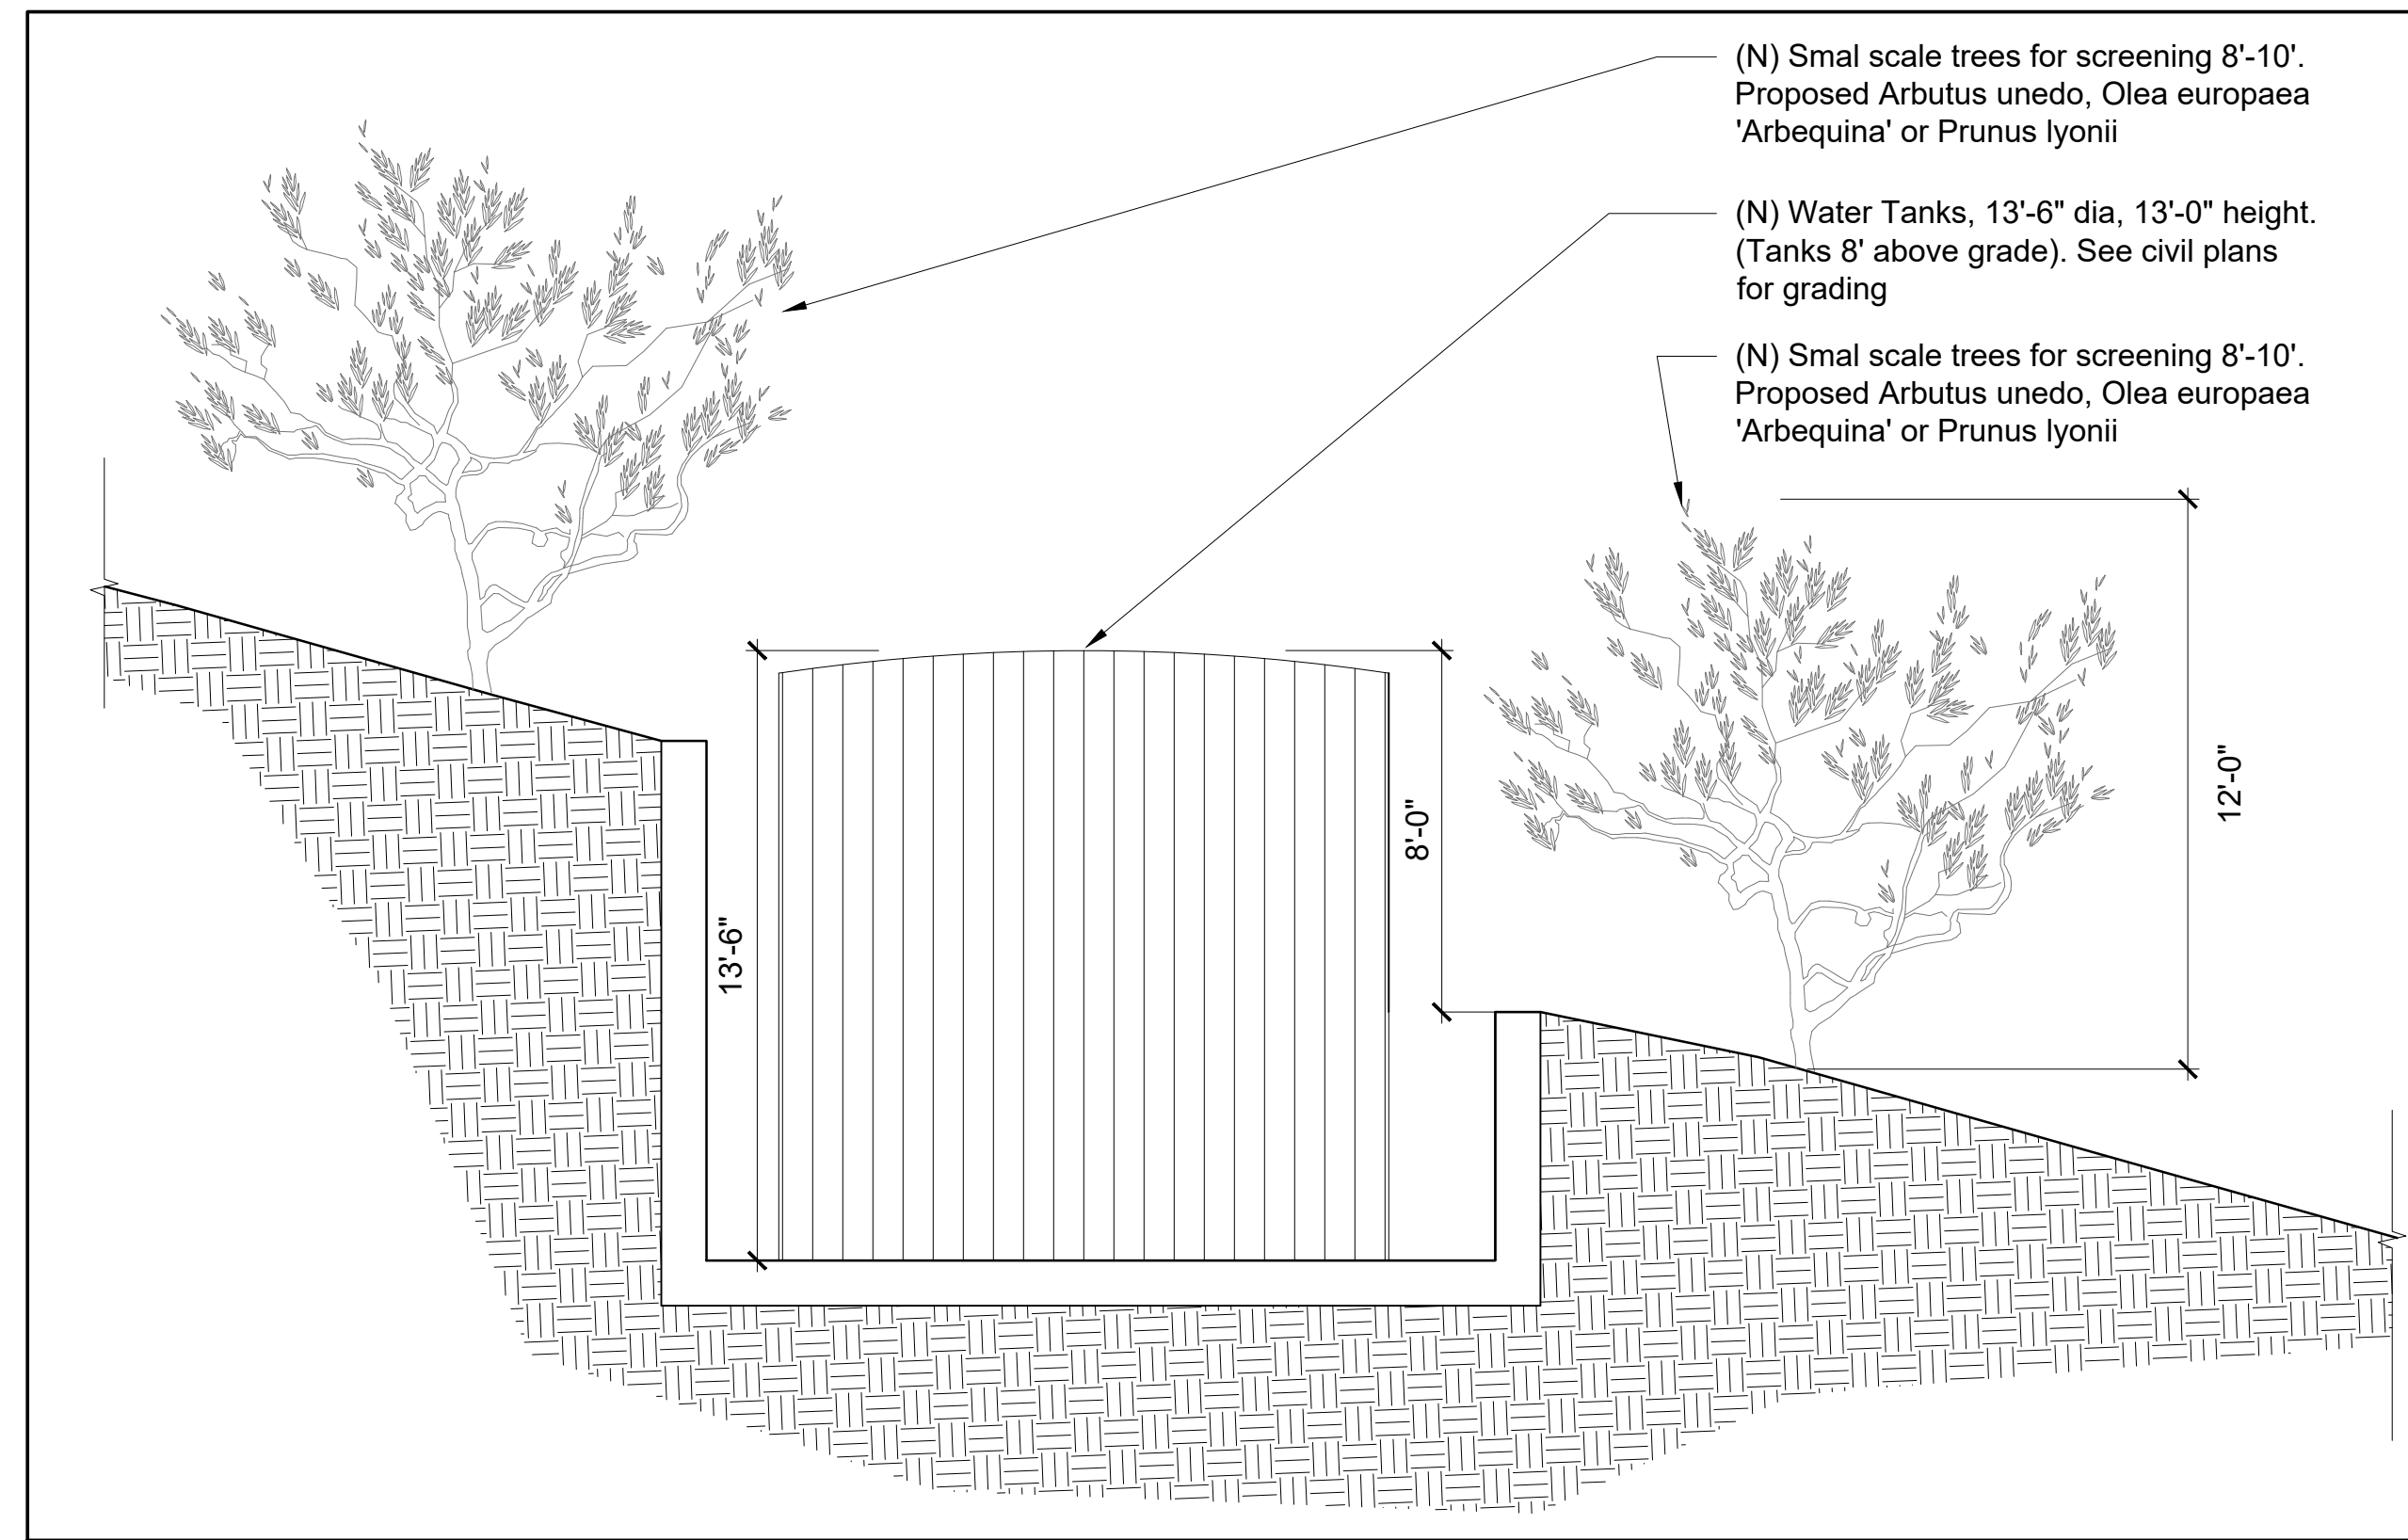 (N) Smal scale trees for screening 8'-10'.
Proposed Arbutus unedo, Olea europaea
'Arbequina' or Prunus lyonii
(N) Water Tanks, 13'-6" dia, 13'-0" height.
(Tanks 8' above grade). See civil plans
for grading
(N) Smal scale trees for screening 8'-10'.
Proposed Arbutus unedo, Olea europaea
'Arbequina' or Prunus lyonii
13'-6"
8'-0"
12'-0"